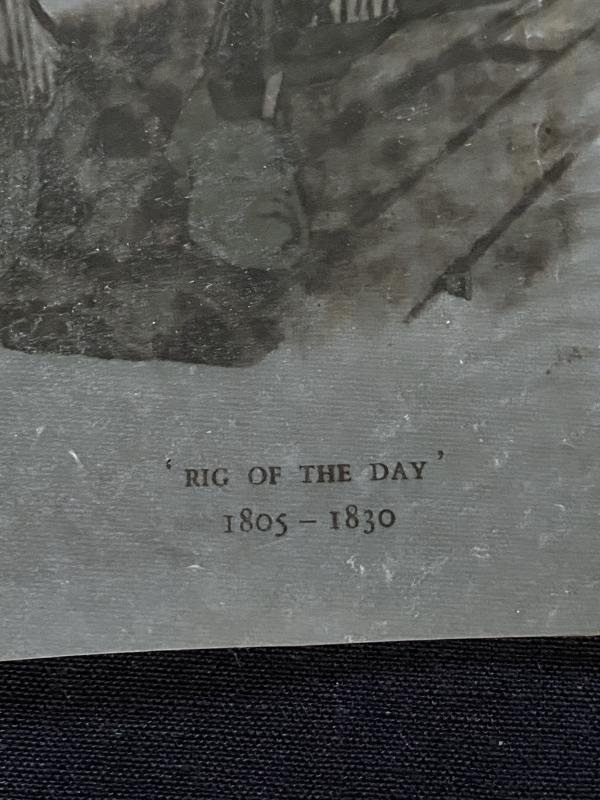 ‘RIG OF THE DAY’
1805 – 1830